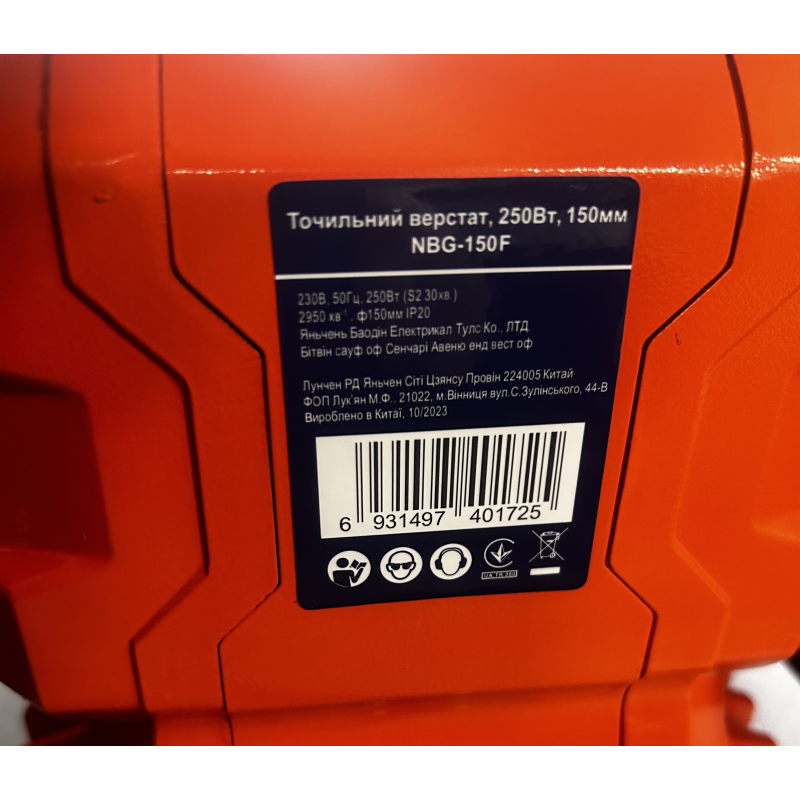 Точильний верстат, 250Вт, 150мм
NBG-150F
230В, 50Гц, 250Вт (S2 30хв.)
2950 хв⁻¹. ф150мм IP20
Яньчень Баодін Електрикал Тулс Ко., ЛТД.
Бітвін сауф оф Сенчарі Авеню енд вест оф
Лунчен РД Яньчен Сіті Цзянсу Провін 224005 Китай
ФОП Лук'ян М.Ф., 21022, м.Вінниця вул.С.Зулінського, 44-В
Вироблено в Китаї, 10/2023
6 931497 401725
UA.TR.